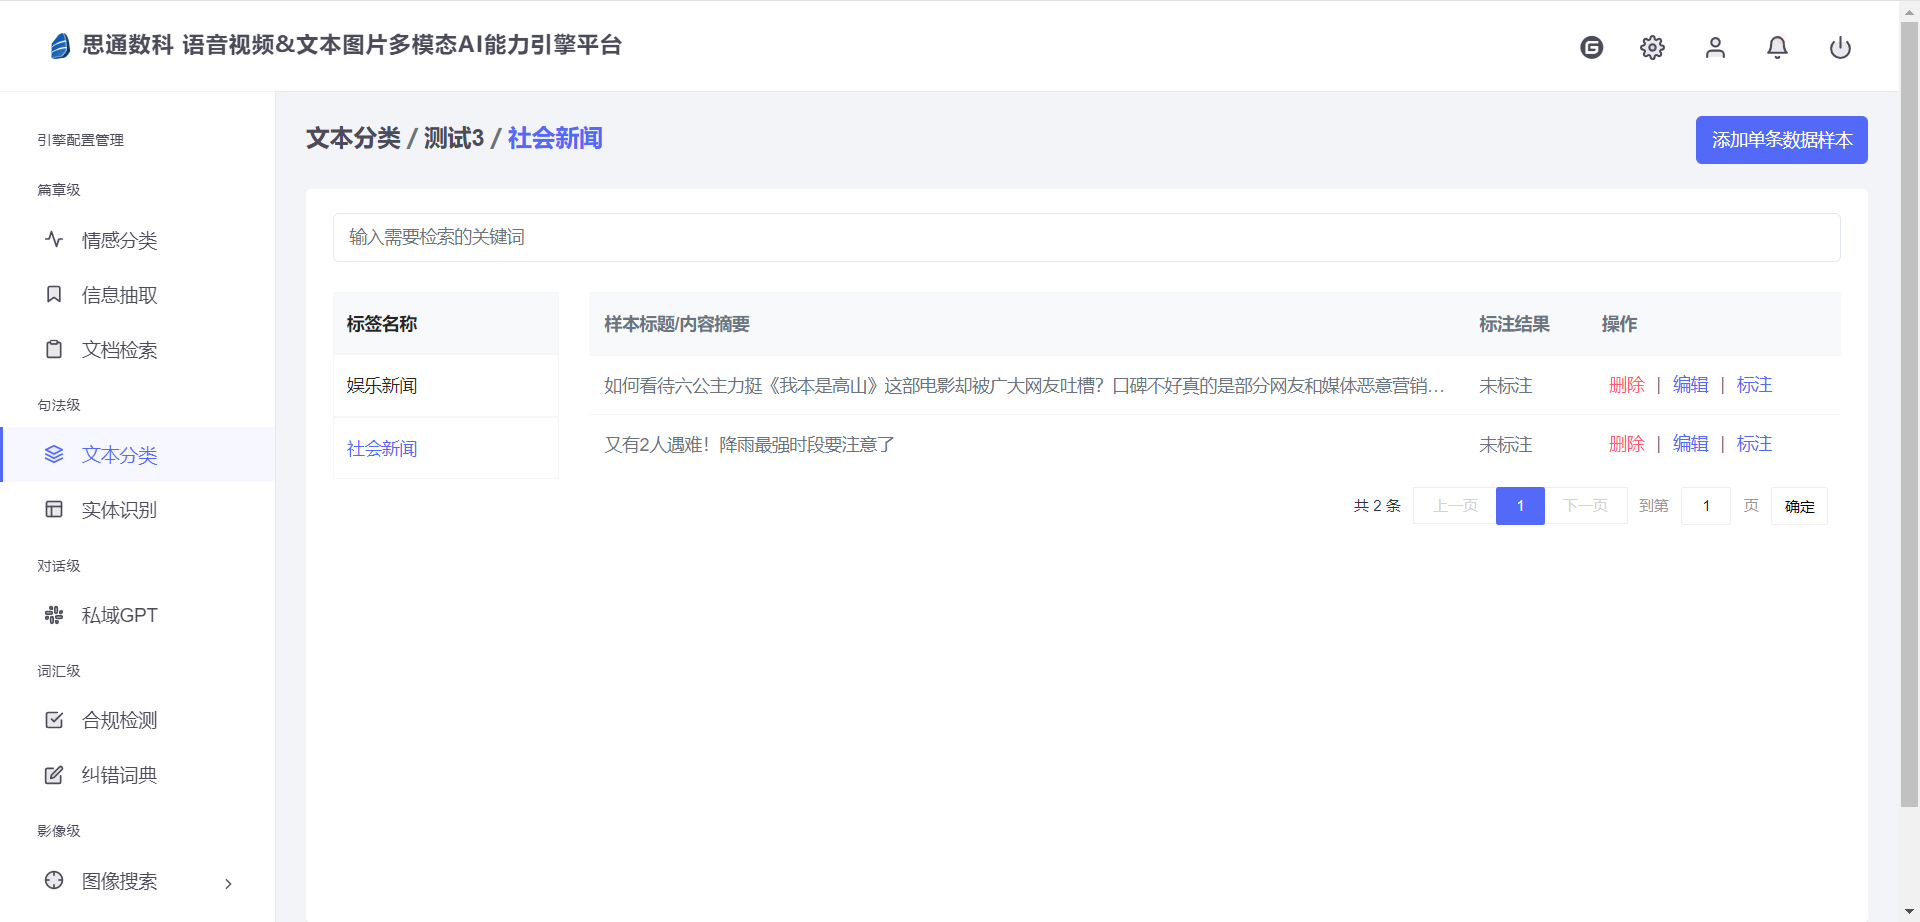 思通数科 语音视频&文本图片多模态AI能力引擎平台
引擎配置管理
篇章级
情感分类
信息抽取
文档检索
句法级
文本分类
实体识别
对话级
私域GPT
词汇级
合规检测
纠错词典
影像级
图像搜索
文本分类 / 测试3 / 社会新闻
添加单条数据样本
输入需要检索的关键词
标签名称
娱乐新闻
社会新闻
样本标题/内容摘要 标注结果 操作
如何看待六公主力挺《我本是高山》这部电影却被广大网友吐槽？口碑不好真的是部分网友和媒体恶意营销... 未标注 删除 | 编辑 | 标注
又有2人遇难！降雨最强时段要注意了 未标注 删除 | 编辑 | 标注
共 2 条 上一页 1 下一页 到第 1 页 确定